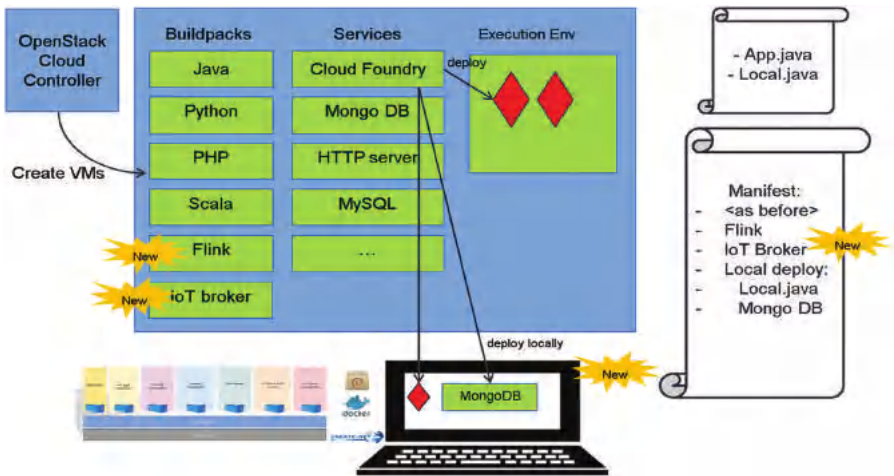 OpenStack
Cloud
Controller
Create VMs
Buildpacks
Java
Python
PHP
Scala
New
Flink
New
IoT broker
Services
Cloud Foundry
Mongo DB
HTTP server
MySQL
...
Execution Env
deploy
deploy locally
- App.java
- Local.java
Manifest:
- <as before>
- Flink
- IoT Broker
- Local deploy:
- Local.java
- Mongo DB
New
New
MongoDB
docker